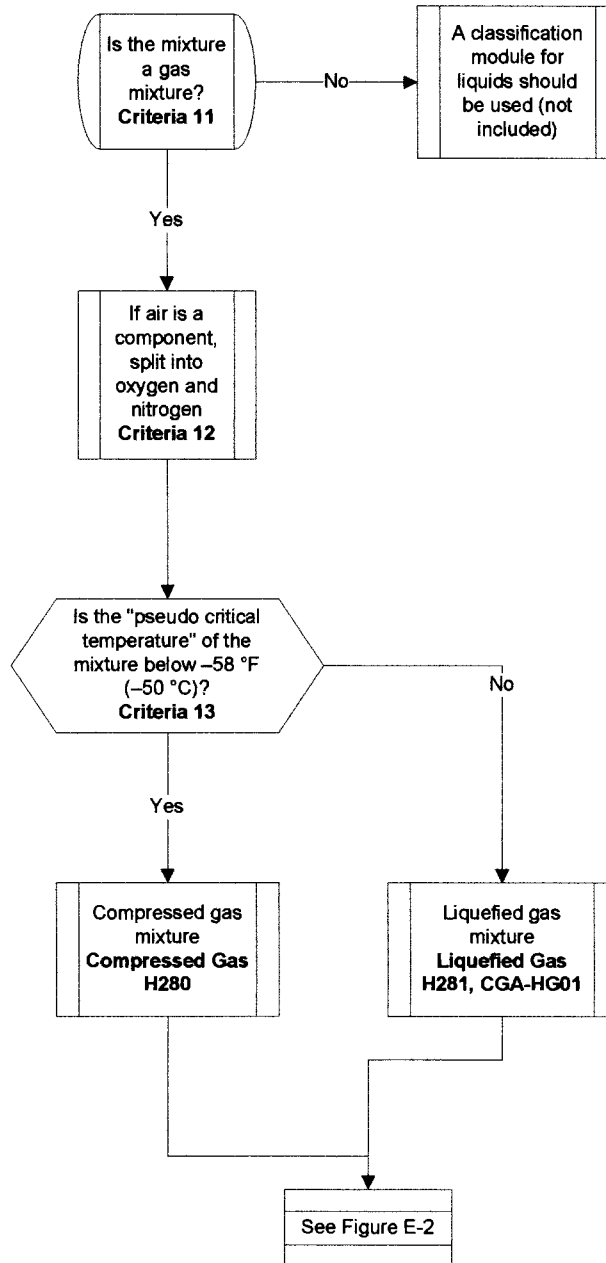 Is the mixture
a gas
mixture?
Criteria 11
No
A classification
module for
liquids should
be used (not
included)
Yes
If air is a
component,
split into
oxygen and
nitrogen
Criteria 12
Is the "pseudo critical
temperature" of the
mixture below –58 °F
(–50 °C)?
Criteria 13
No
Yes
Compressed gas
mixture
Compressed Gas
H280
Liquefied gas
mixture
Liquefied Gas
H281, CGA-HG01
See Figure E-2